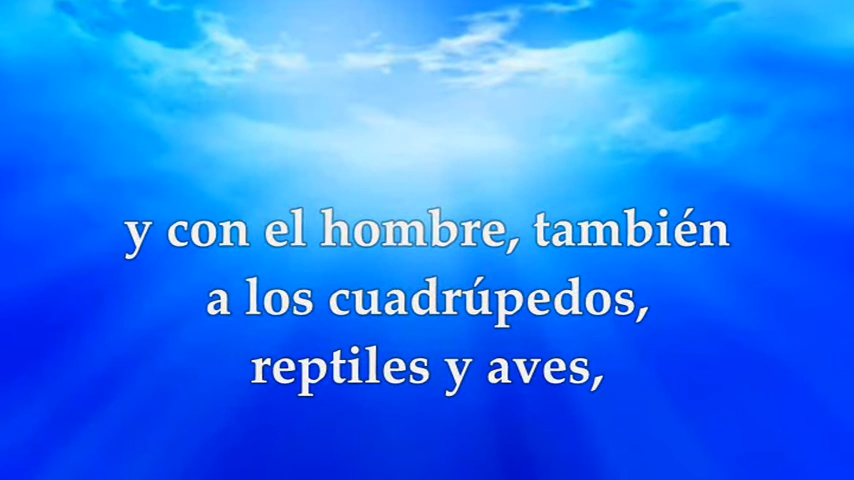 y con el hombre, también
a los cuadrúpedos,
reptiles y aves,